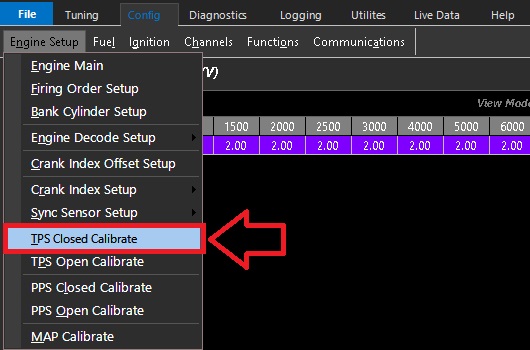 File Tuning Config Diagnostics Logging Utilites Live Data Help
Engine Setup Fuel Ignition Channels Functions Communications
Engine Main V)
Firing Order Setup
Bank Cylinder Setup View Mode
Engine Decode Setup 1500 2000 2500 3000 4000 5000 6000
2.00 2.00 2.00 2.00 2.00 2.00 2.00
Crank Index Offset Setup
Crank Index Setup
Sync Sensor Setup
TPS Closed Calibrate
TPS Open Calibrate
PPS Closed Calibrate
PPS Open Calibrate
MAP Calibrate